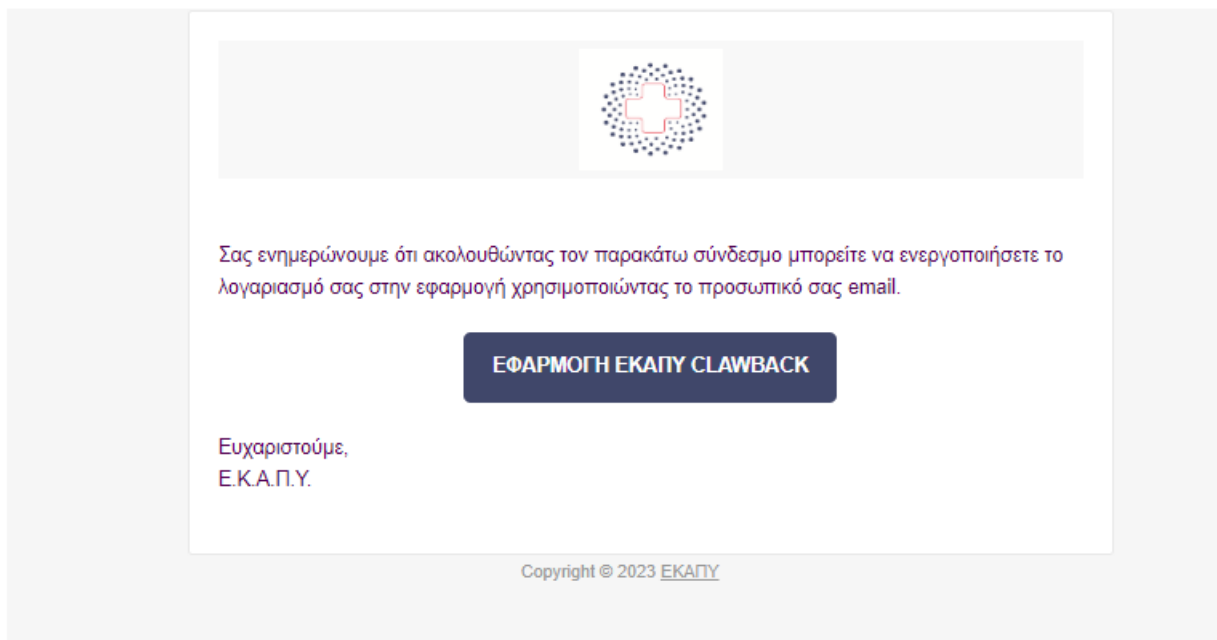 Σας ενημερώνουμε ότι ακολουθώντας τον παρακάτω σύνδεσμο μπορείτε να ενεργοποιήσετε το
λογαριασμό σας στην εφαρμογή χρησιμοποιώντας το προσωπικό σας email.
ΕΦΑΡΜΟΓΗ ΕΚΑΠΥ CLAWBACK
Ευχαριστούμε,
Ε.Κ.Α.Π.Υ.
Copyright © 2023 ΕΚΑΠΥ